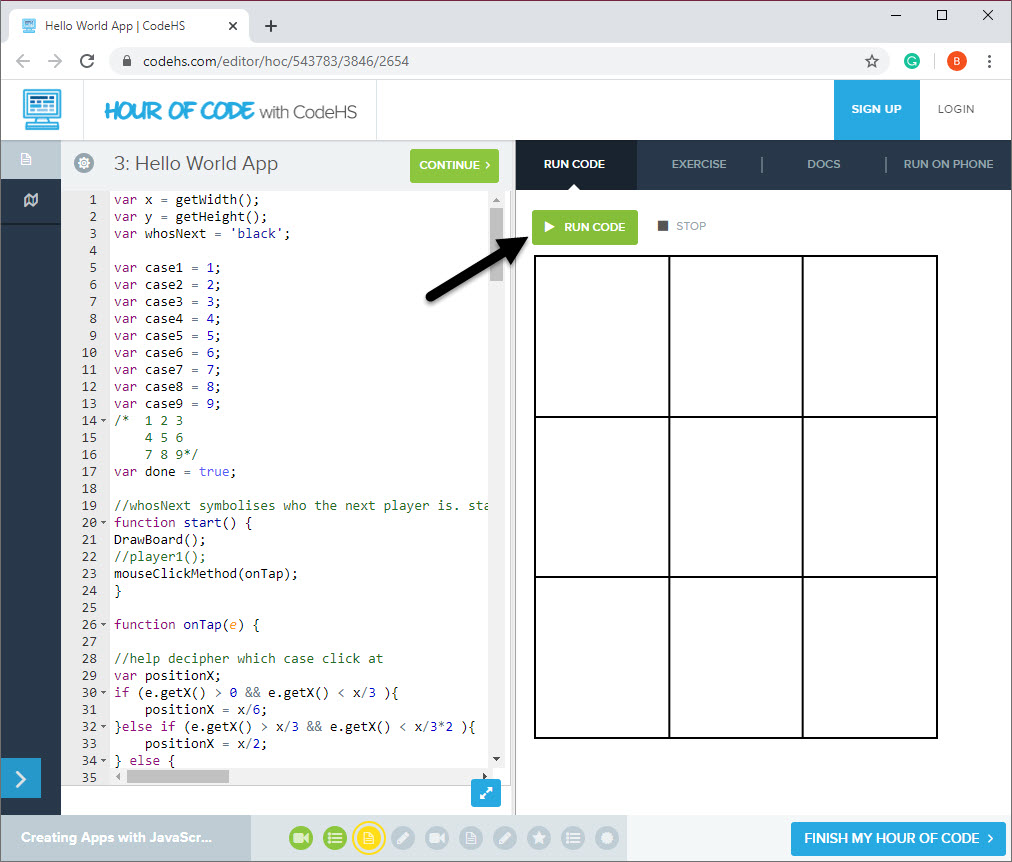 Hello World App | CodeHS
codehs.com/editor/hoc/543783/3846/2654
B
HOUR OF CODE with CodeHS
SIGN UP
LOGIN
3: Hello World App
CONTINUE
RUN CODE
EXERCISE
DOCS
RUN ON PHONE
RUN CODE
STOP
1 var x = getWidth();
2 var y = getHeight();
3 var whosNext = 'black';
4
5 var case1 = 1;
6 var case2 = 2;
7 var case3 = 3;
8 var case4 = 4;
9 var case5 = 5;
10 var case6 = 6;
11 var case7 = 7;
12 var case8 = 8;
13 var case9 = 9;
14 /* 1 2 3
15 4 5 6
16 7 8 9*/
17 var done = true;
18
19 //whosNext symbolises who the next player is. sta
20 function start() {
21 DrawBoard();
22 //player1();
23 mouseClickMethod(onTap);
24 }
25
26 function onTap(e) {
27
28 //help decipher which case click at
29 var positionX;
30 if (e.getX() > 0 && e.getX() < x/3 ){
31 positionX = x/6;
32 }else if (e.getX() > x/3 && e.getX() < x/3*2 ){
33 positionX = x/2;
34 } else {
35
Creating Apps with JavaScr...
FINISH MY HOUR OF CODE